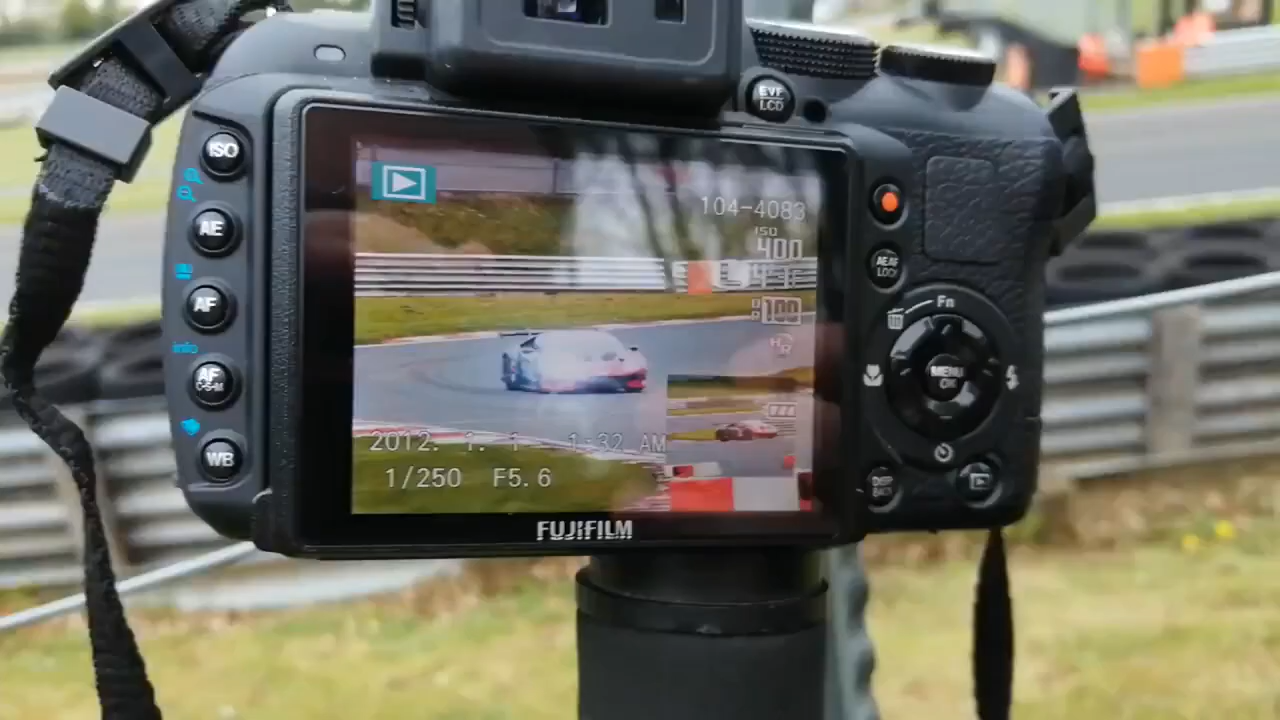 EVF
LCD
ISO
AE
AF
info
AF
C-S-M
WB
104-4083
ISO
400
100
2012. 1. 1 1:32 AM
1/250 F5.6
FUJIFILM
AE/AF
LOCK
Fn
MENU
OK
DISP
BACK